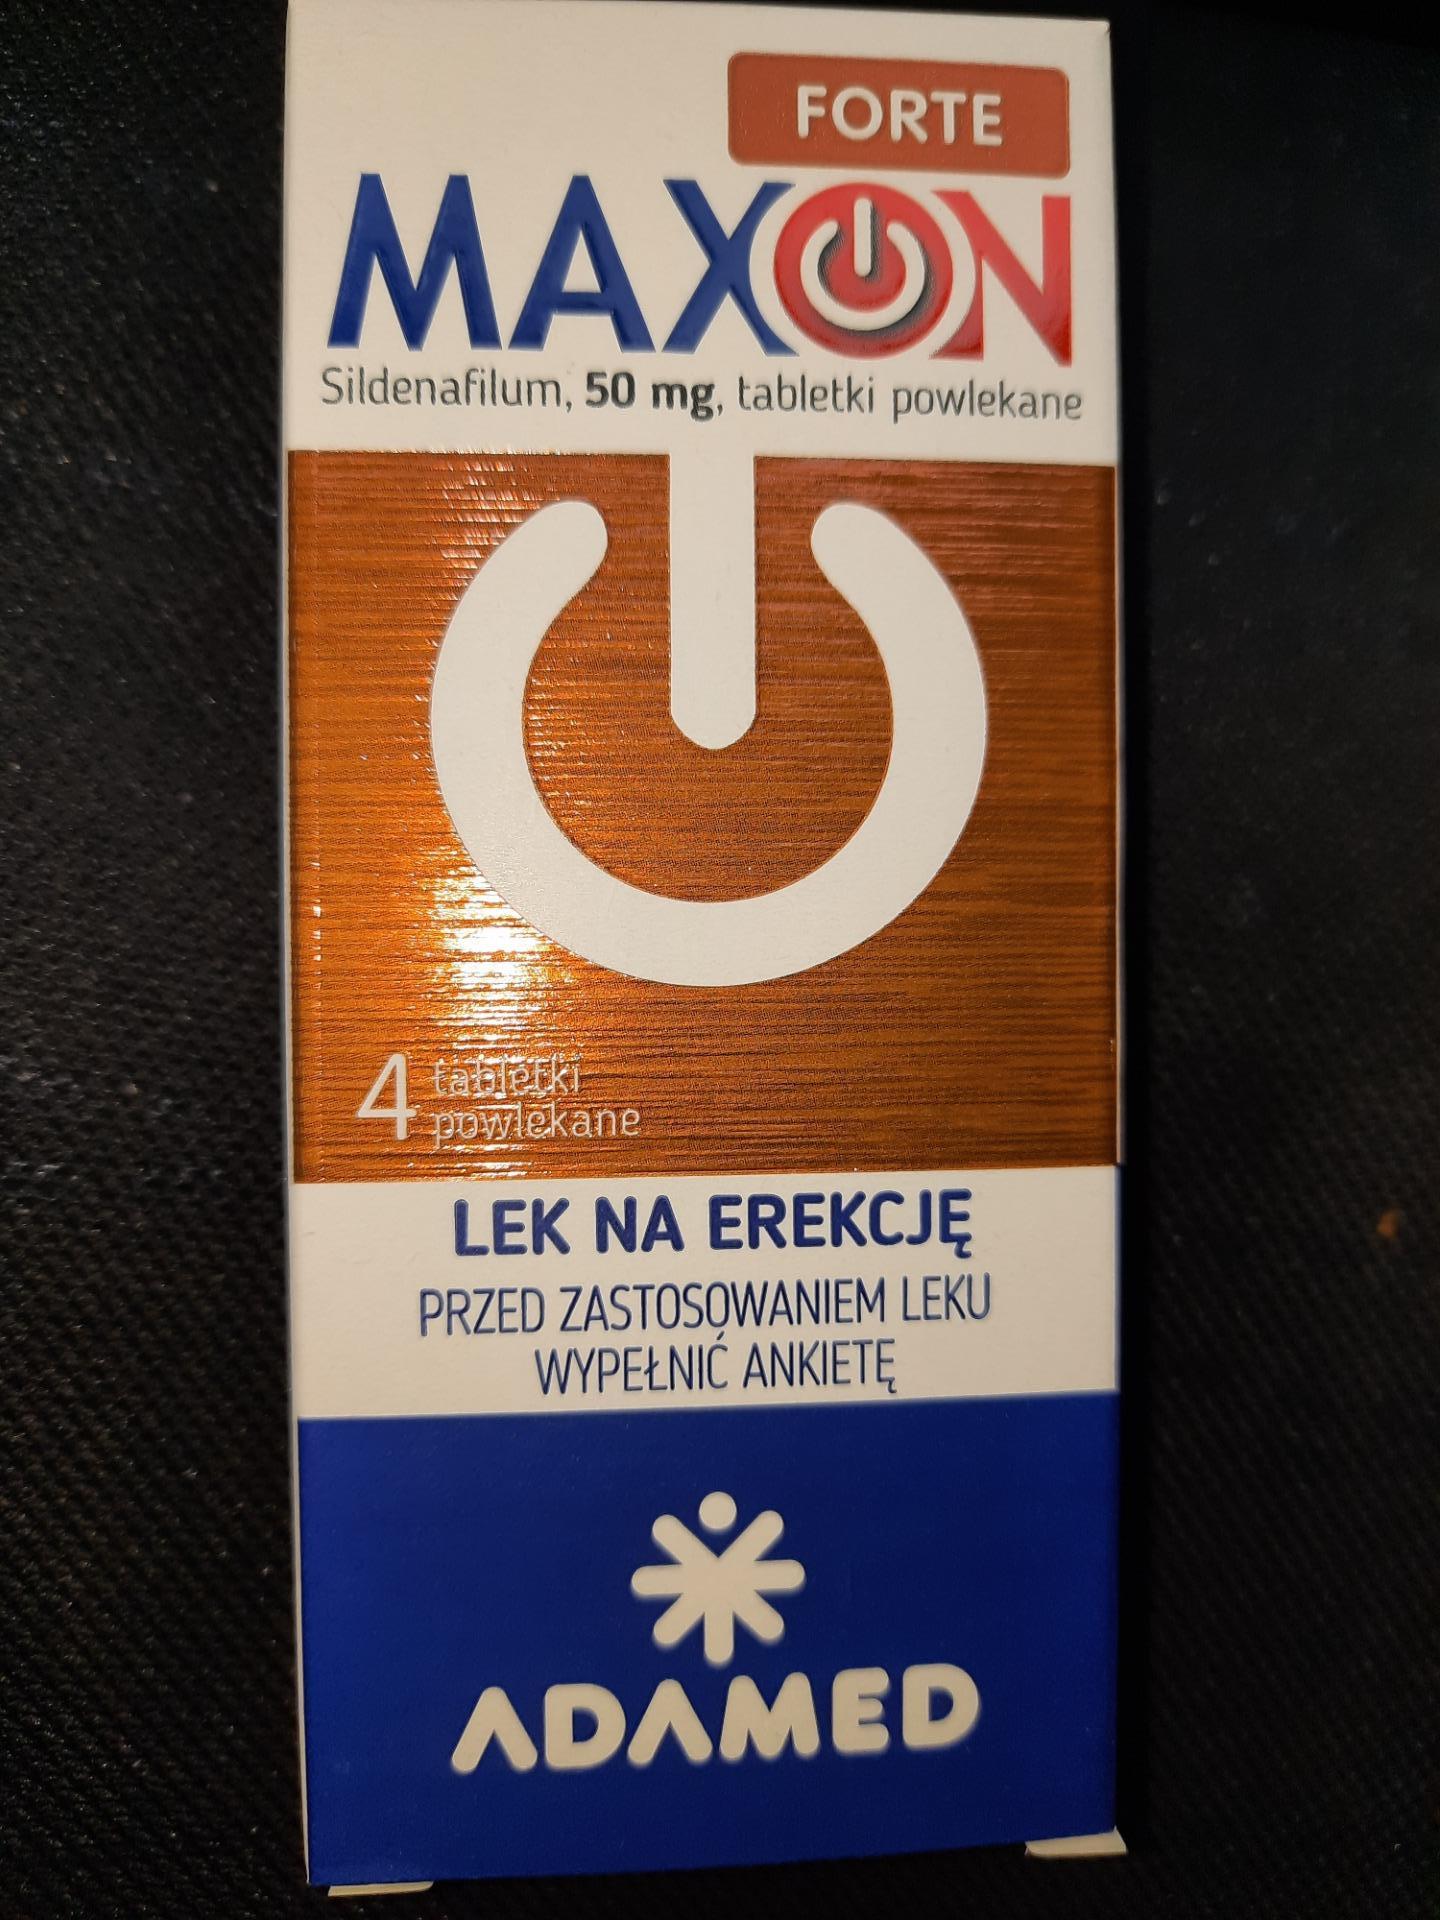 FORTE
MAXON
Sildenafilum, 50 mg, tabletki powlekane
4 tabletki
powlekane
LEK NA EREKCJĘ
PRZED ZASTOSOWANIEM LEKU
WYPEŁNIĆ ANKIETĘ
ADAMED